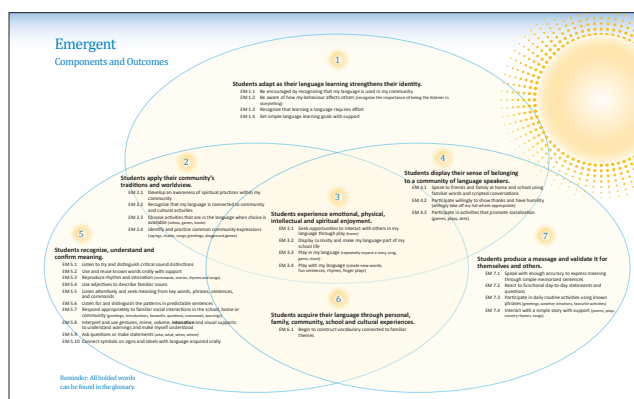 Emergent
Components and Outcomes
1
Students adapt as their language learning strengthens their identity.
EM 1.1 Be encouraged by recognizing that my language is used in my community
EM 1.2 Be aware of how my behaviour affects others (recognize the importance of being the listener in
storytelling)
EM 1.3 Recognize that learning a language requires effort
EM 1.4 Set simple language learning goals with support
2
Students apply their community's
traditions and worldview.
EM 2.1 Develop an awareness of spiritual practices within my
community
EM 2.2 Recognize that my language is connected to community
and cultural activities
EM 2.3 Choose activities that are in the language when choice is
available (videos, games, books)
EM 2.4 Identify and practice common community expressions
(sayings, chants, songs, greetings, playground games)
3
Students experience emotional, physical,
intellectual and spiritual enjoyment.
EM 3.1 Seek opportunities to interact with others in my
language through play (humor)
EM 3.2 Display curiosity and make language part of my
school life
EM 3.3 Play in my language (repeatedly request a story, song,
game, chant)
EM 3.4 Play with my language (create new words,
fun sentences, rhymes, finger plays)
4
Students display their sense of belonging
to a community of language speakers.
EM 4.1 Speak to friends and family at home and school using
familiar words and scripted conversations
EM 4.2 Participate willingly to show thanks and have humility
(willingly take off my hat where appropriate)
EM 4.3 Participate in activities that promote socialization
(games, plays, skits)
5
Students recognize, understand and
confirm meaning.
EM 5.1 Listen to try and distinguish critical sound distinctions
EM 5.2 Use and reuse known words orally with support
EM 5.3 Reproduce rhythm and intonation (commands, stories, rhymes and songs)
EM 5.4 Use adjectives to describe familiar nouns
EM 5.5 Listen attentively and seek meaning from key words, phrases, sentences,
and commands
EM 5.6 Listen for and distinguish the patterns in predictable sentences
EM 5.7 Respond appropriately to familiar social interactions in the school, home or
community (greetings, introductions, farewells, questions, commands, warnings)
EM 5.8 Interpret and use gestures, mime, volume, intonation and visual supports
to understand warnings and make myself understood
EM 5.9 Ask questions or make statements (who, what, when, where)
EM 5.10 Connect symbols on signs and labels with language acquired orally
6
Students acquire their language through personal,
family, community, school and cultural experiences.
EM 6.1 Begin to construct vocabulary connected to familiar
themes
7
Students produce a message and validate it for
themselves and others.
EM 7.1 Speak with enough accuracy to express meaning
through simple memorized sentences
EM 7.2 React to functional day-to-day statements and
questions
EM 7.3 Participate in daily routine activities using known
phrases (greetings, weather, emotions, favourite activities)
EM 7.4 Interact with a simple story with support (poems, plays,
nursery rhymes, songs)
Reminder: All bolded words
can be found in the glossary.